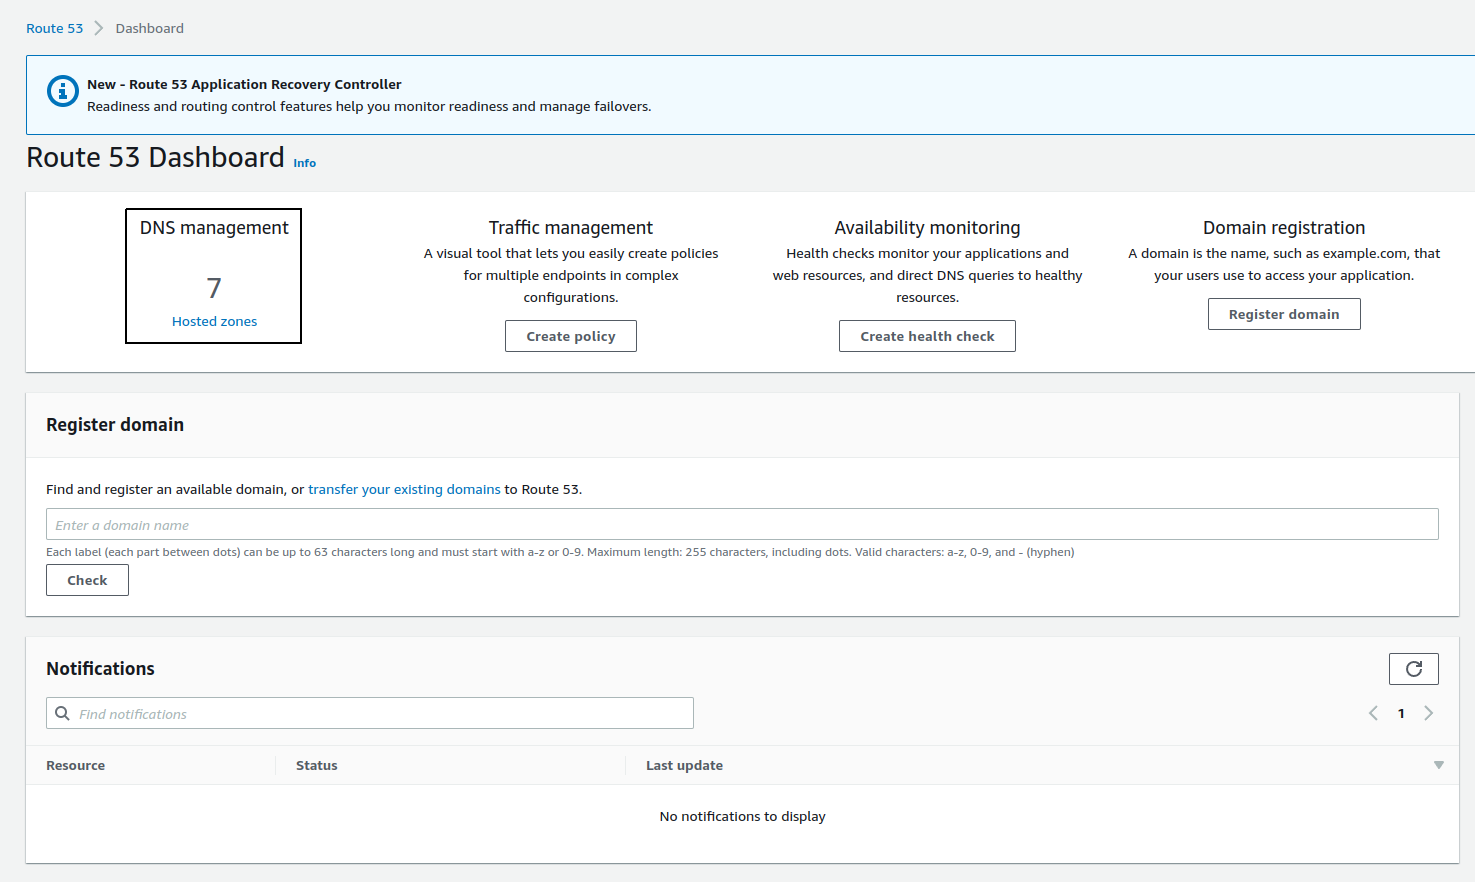 Route 53 Dashboard
New - Route 53 Application Recovery Controller
Readiness and routing control features help you monitor readiness and manage failovers.
Route 53 Dashboard Info
DNS management
7
Hosted zones
Traffic management
A visual tool that lets you easily create policies
for multiple endpoints in complex
configurations.
Create policy
Availability monitoring
Health checks monitor your applications and
web resources, and direct DNS queries to healthy
resources.
Create health check
Domain registration
A domain is the name, such as example.com, that
your users use to access your application.
Register domain
Register domain
Find and register an available domain, or transfer your existing domains to Route 53.
Enter a domain name
Each label (each part between dots) can be up to 63 characters long and must start with a-z or 0-9. Maximum length: 255 characters, including dots. Valid characters: a-z, 0-9, and - (hyphen)
Check
Notifications
Find notifications
1
Resource Status Last update
No notifications to display